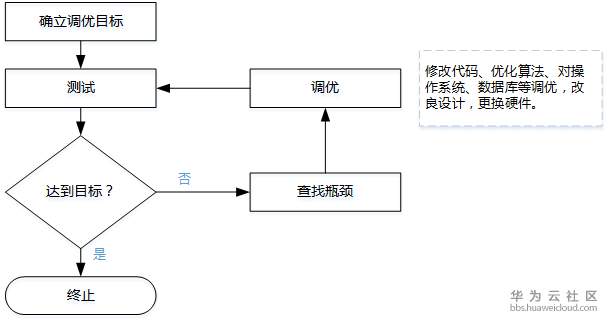 确立调优目标
测试
调优
修改代码、优化算法、对操
作系统、数据库等调优，改
良设计，更换硬件。
达到目标？
否
查找瓶颈
是
终止
华为云社区
bbs.huaweicloud.com